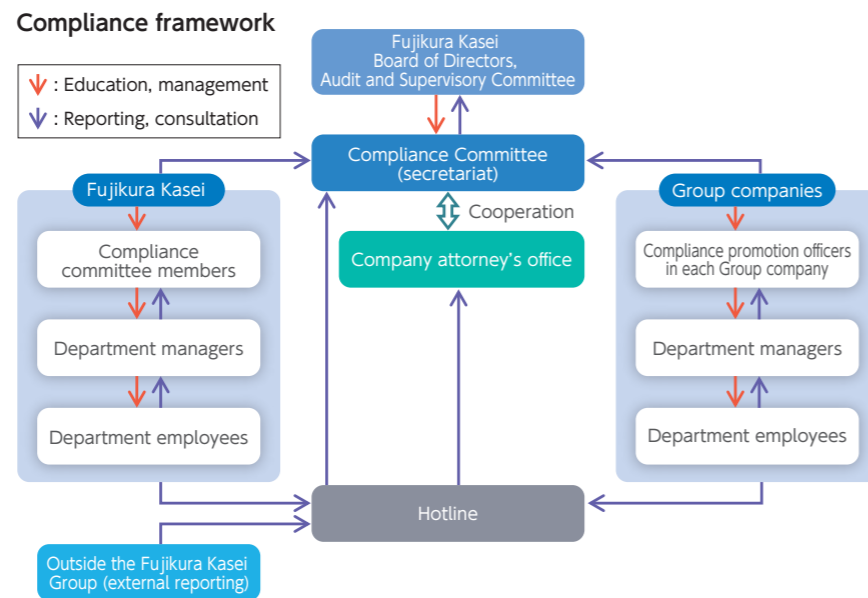 Compliance framework
: Education, management
: Reporting, consultation
Fujikura Kasei
Board of Directors,
Audit and Supervisory Committee
Compliance Committee
(secretariat)
Cooperation
Company attorney's office
Fujikura Kasei
Compliance
committee members
Department managers
Department employees
Group companies
Compliance promotion officers
in each Group company
Department managers
Department employees
Hotline
Outside the Fujikura Kasei
Group (external reporting)